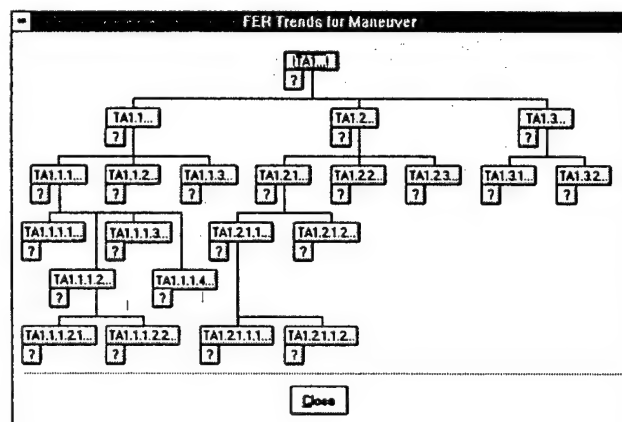 FER Trends for Maneuver
TA1...
?
TA1.1...
TA1.2...
TA1.3...
?
?
?
TA1.1.1...
TA1.1.2...
TA1.1.3...
TA1.2.1...
TA1.2.2...
TA1.2.3...
TA1.3.1...
TA1.3.2...
?
?
?
?
?
?
?
?
TA1.1.1.1...
TA1.1.1.3...
TA1.2.1.1...
TA1.2.1.2...
?
?
?
?
TA1.1.1.2...
TA1.1.1.4...
?
?
TA1.1.1.2.1...
TA1.1.1.2.2...
TA1.2.1.1.1...
TA1.2.1.1.2...
?
?
?
?
Close